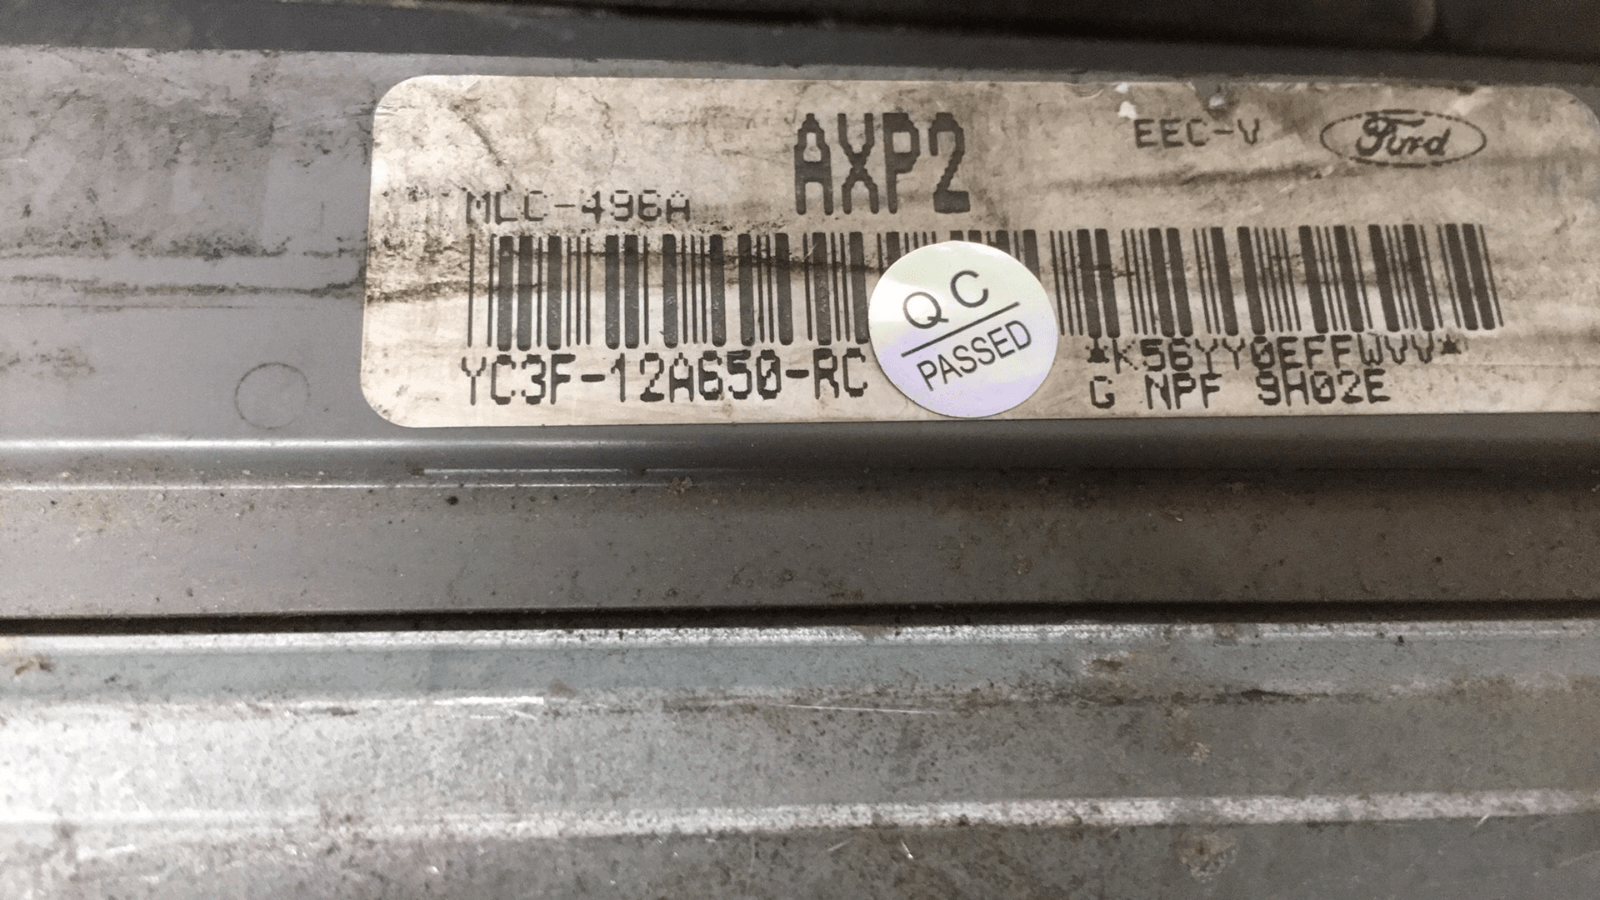 AXP2
EEC-V
Ford
MLC-496A
QC
PASSED
YC3F-12A650-RC
*K56YY0EFFWVV*
G NPF 9H02E